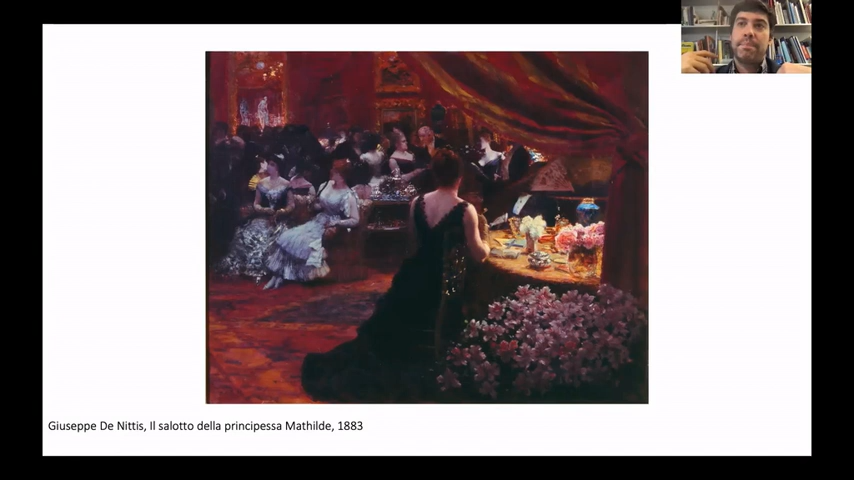 Giuseppe De Nittis, Il salotto della principessa Mathilde, 1883